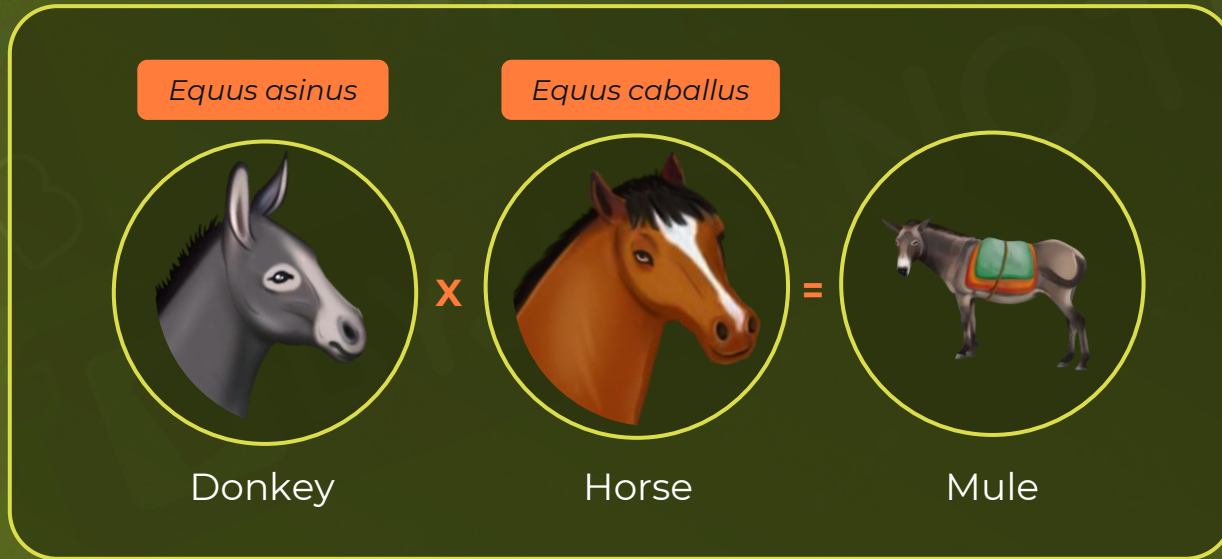 Equus asinus
Equus caballus
x
=
Donkey
Horse
Mule